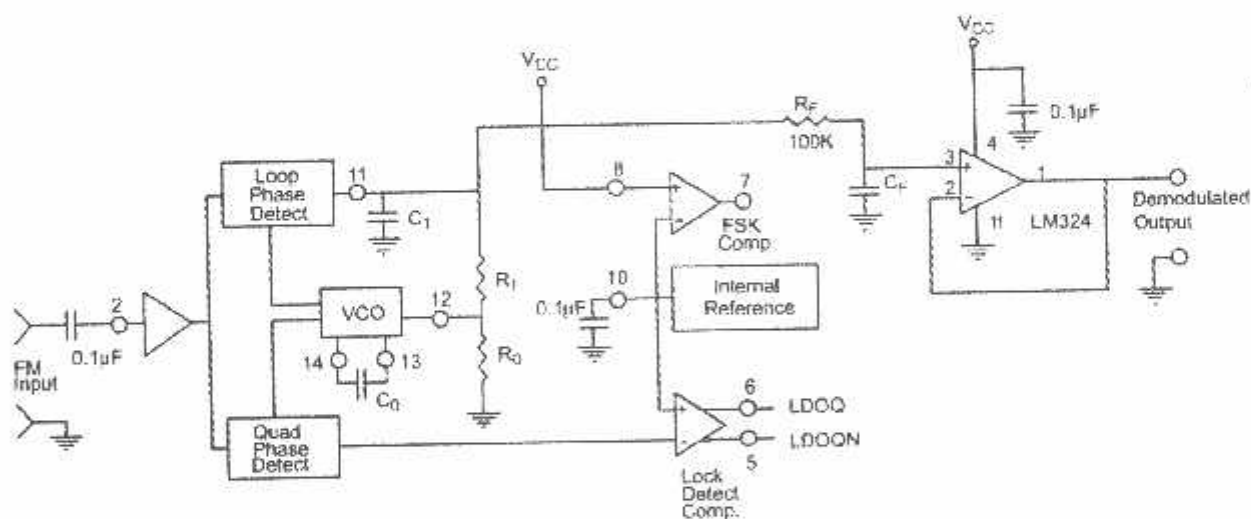 VCC
VCC
0.1µF
RF
100K
4
3
2
1
11
LM324
CF
Demodulated
Output
Loop
Phase
Detect
11
C1
8
7
FSK
Comp
R1
10
0.1µF
Internal
Reference
2
0.1µF
FM
Input
VCO
12
14
13
C0
R0
Quad
Phase
Detect
6
LDOQ
LDOQN
5
Lock
Detect
Comp.